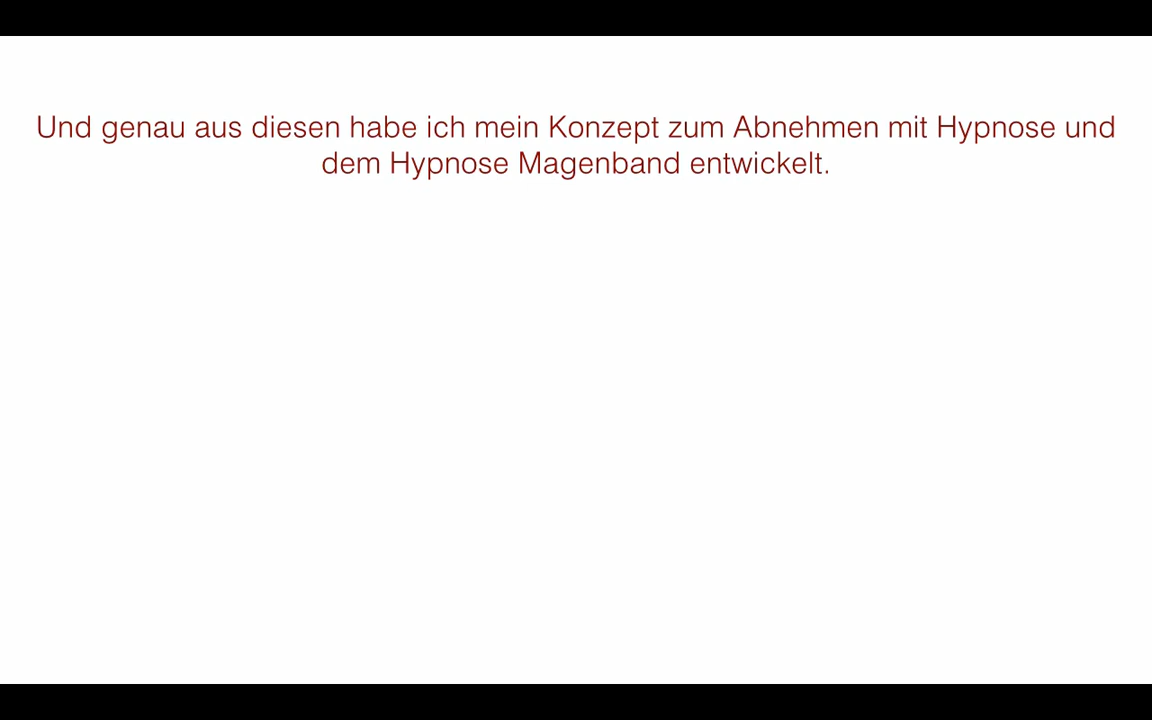 Und genau aus diesen habe ich mein Konzept zum Abnehmen mit Hypnose und
dem Hypnose Magenband entwickelt.